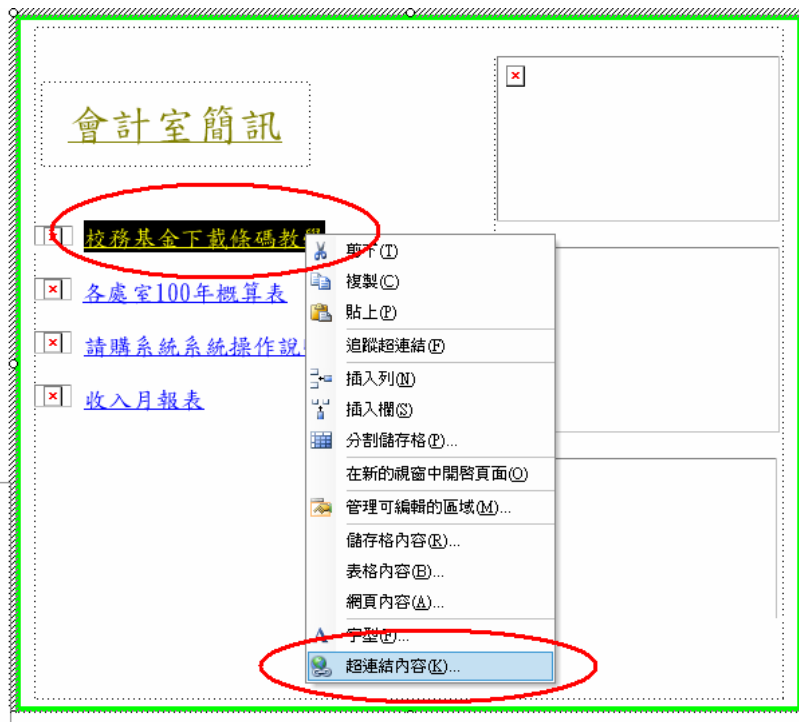 會計室簡訊
校務基金下載條碼教
各處室100年概算表
請購系統系統操作說
收入月報表
剪下(T)
複製(C)
貼上(P)
追蹤超連結(F)
插入列(N)
插入欄(S)
分割儲存格(P)...
在新的視窗中開啓頁面(O)
管理可編輯的區域(M)...
儲存格內容(R)...
表格內容(B)...
網頁內容(A)...
字型(F)...
超連結內容(K)...